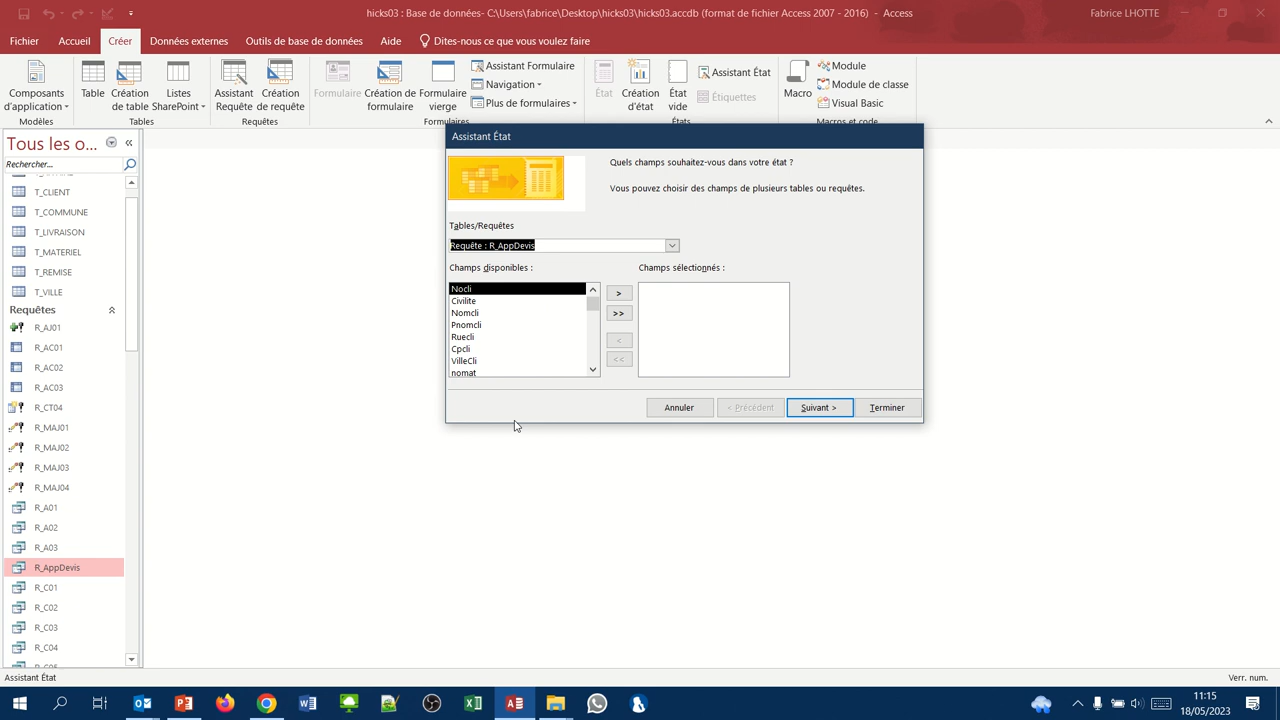 hicks03 : Base de données- C:\Users\fabrice\Desktop\hicks03\hicks03.accdb (format de fichier Access 2007 - 2016) - Access
Fabrice LHOTTE
Fichier Accueil Créer Données externes Outils de base de données Aide Dites-nous ce que vous voulez faire
Composants d'application
Table
Création de table
Listes SharePoint
Assistant Requête
Création de requête
Formulaire
Création de formulaire
Formulaire vierge
Assistant Formulaire
Navigation
Plus de formulaires
État
Création d'état
État vide
Assistant État
Étiquettes
Macro
Module
Module de classe
Visual Basic
Modèles Tables Requêtes Formulaires États Macros et code
Tous les o...
Rechercher...
T_CLIENT
T_COMMUNE
T_LIVRAISON
T_MATERIEL
T_REMISE
T_VILLE
Requêtes
R_AJ01
R_AC01
R_AC02
R_AC03
R_CT04
R_MAJ01
R_MAJ02
R_MAJ03
R_MAJ04
R_A01
R_A02
R_A03
R_AppDevis
R_C01
R_C02
R_C03
R_C04
Assistant État
Quels champs souhaitez-vous dans votre état ?
Vous pouvez choisir des champs de plusieurs tables ou requêtes.
Tables/Requêtes
Requête : R_AppDevis
Champs disponibles : Champs sélectionnés :
Nocli
Civilite
Nomcli
Pnomcli
Ruecli
Cpcli
VilleCli
nomat
>
>>
<
<<
Annuler < Précédent Suivant > Terminer
Assistant État
Verr. num.
11:15
18/05/2023